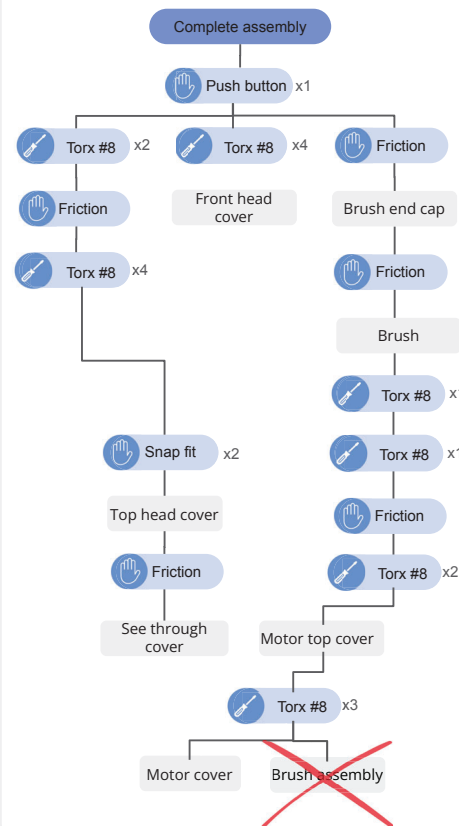 Complete assembly
Push button x1
Torx #8 x2
Torx #8 x4
Friction
Friction
Front head
cover
Brush end cap
Torx #8 x4
Friction
Brush
Torx #8 x1
Snap fit x2
Torx #8 x1
Top head cover
Friction
Friction
Torx #8 x2
See through
cover
Motor top cover
Torx #8 x3
Motor cover
Brush assembly